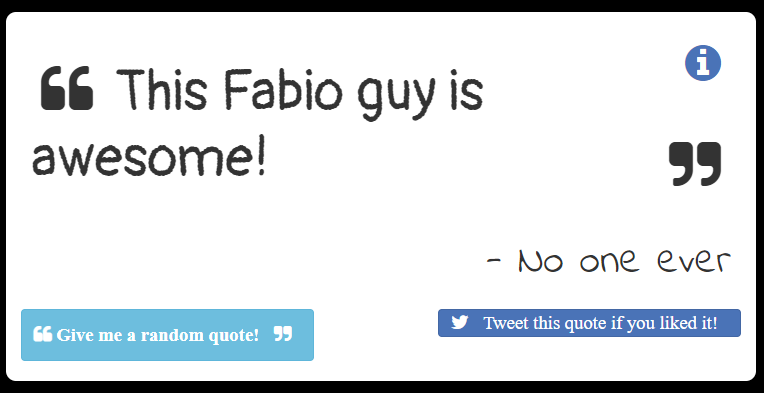 ❝ This Fabio guy is
awesome! ❞
- No one ever
❝ Give me a random quote! ❞
Tweet this quote if you liked it!